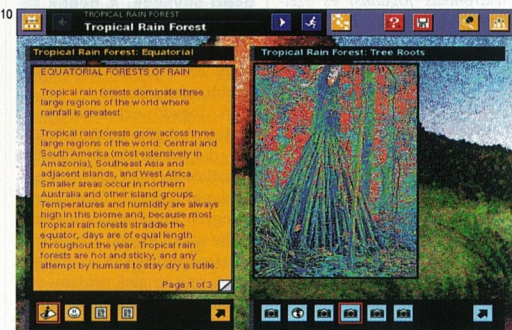 10
TROPICAL RAIN FOREST
Tropical Rain Forest
Tropical Rain Forest: Equatorial
EQUATORIAL FORESTS OF RAIN
Tropical rain forests dominate three
large regions of the world where
rainfall is greatest.
Tropical rain forests grow across three
large regions of the world: Central and
South America (most extensively in
Amazonia), Southeast Asia and
adjacent islands, and West Africa.
Smaller areas occur in northern
Australia and other island groups.
Temperatures and humidity are always
high in this biome and, because most
tropical rain forests straddle the
equator, days are of equal length
throughout the year. Tropical rain
forests are hot and sticky, and any
attempt by humans to stay dry is futile.
Page 1 of 3
Tropical Rain Forest: Tree Roots